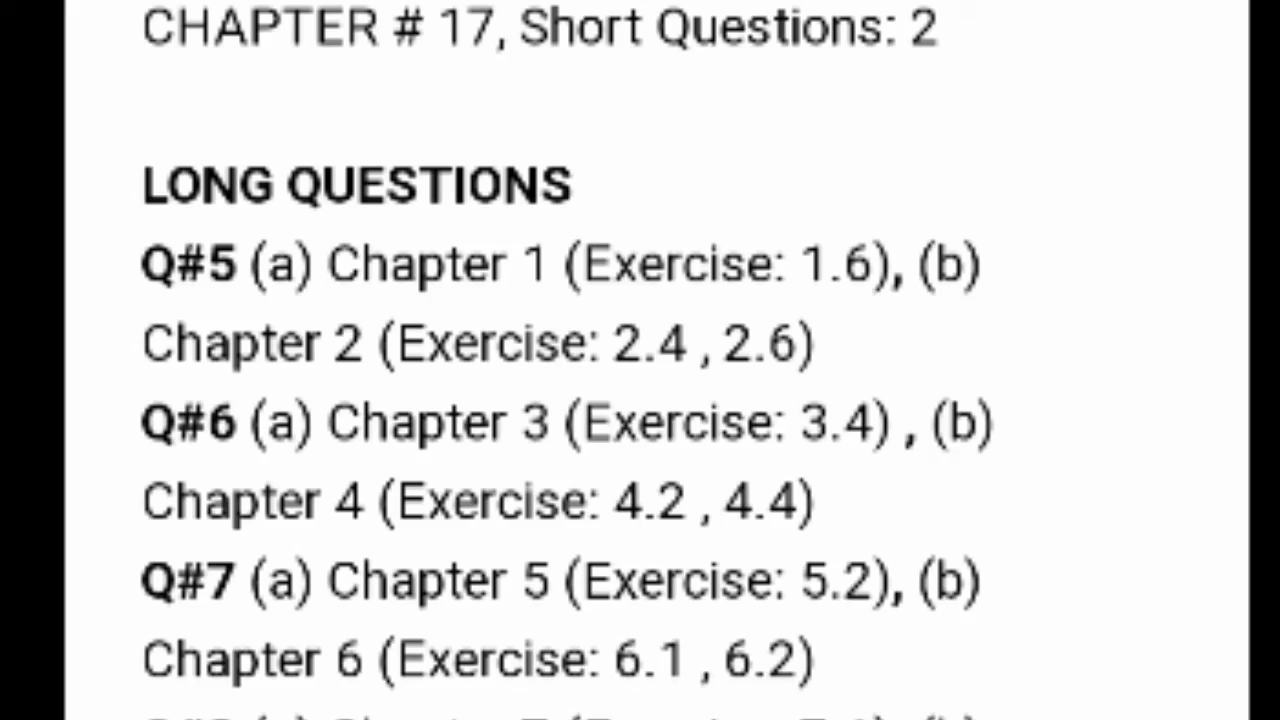 CHAPTER # 17, Short Questions: 2
LONG QUESTIONS
Q#5 (a) Chapter 1 (Exercise: 1.6), (b)
Chapter 2 (Exercise: 2.4 , 2.6)
Q#6 (a) Chapter 3 (Exercise: 3.4) , (b)
Chapter 4 (Exercise: 4.2 , 4.4)
Q#7 (a) Chapter 5 (Exercise: 5.2), (b)
Chapter 6 (Exercise: 6.1 , 6.2)